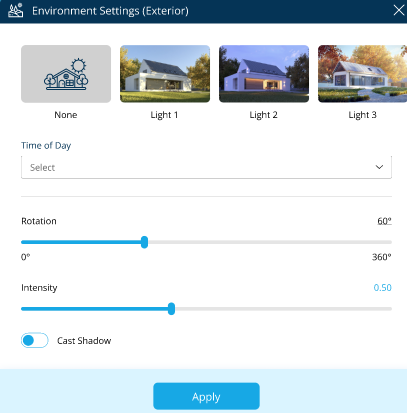 Environment Settings (Exterior)
None Light 1 Light 2 Light 3
Time of Day
Select
Rotation 60°
0° 360°
Intensity 0.50
Cast Shadow
Apply